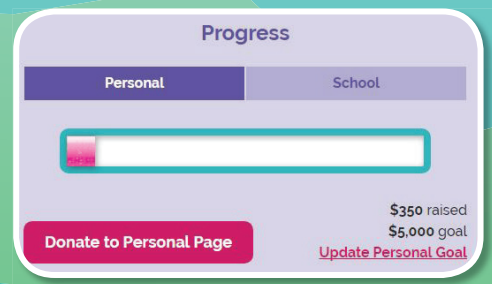 Progress
Personal
School
$350 raised
$5,000 goal
Donate to Personal Page
Update Personal Goal